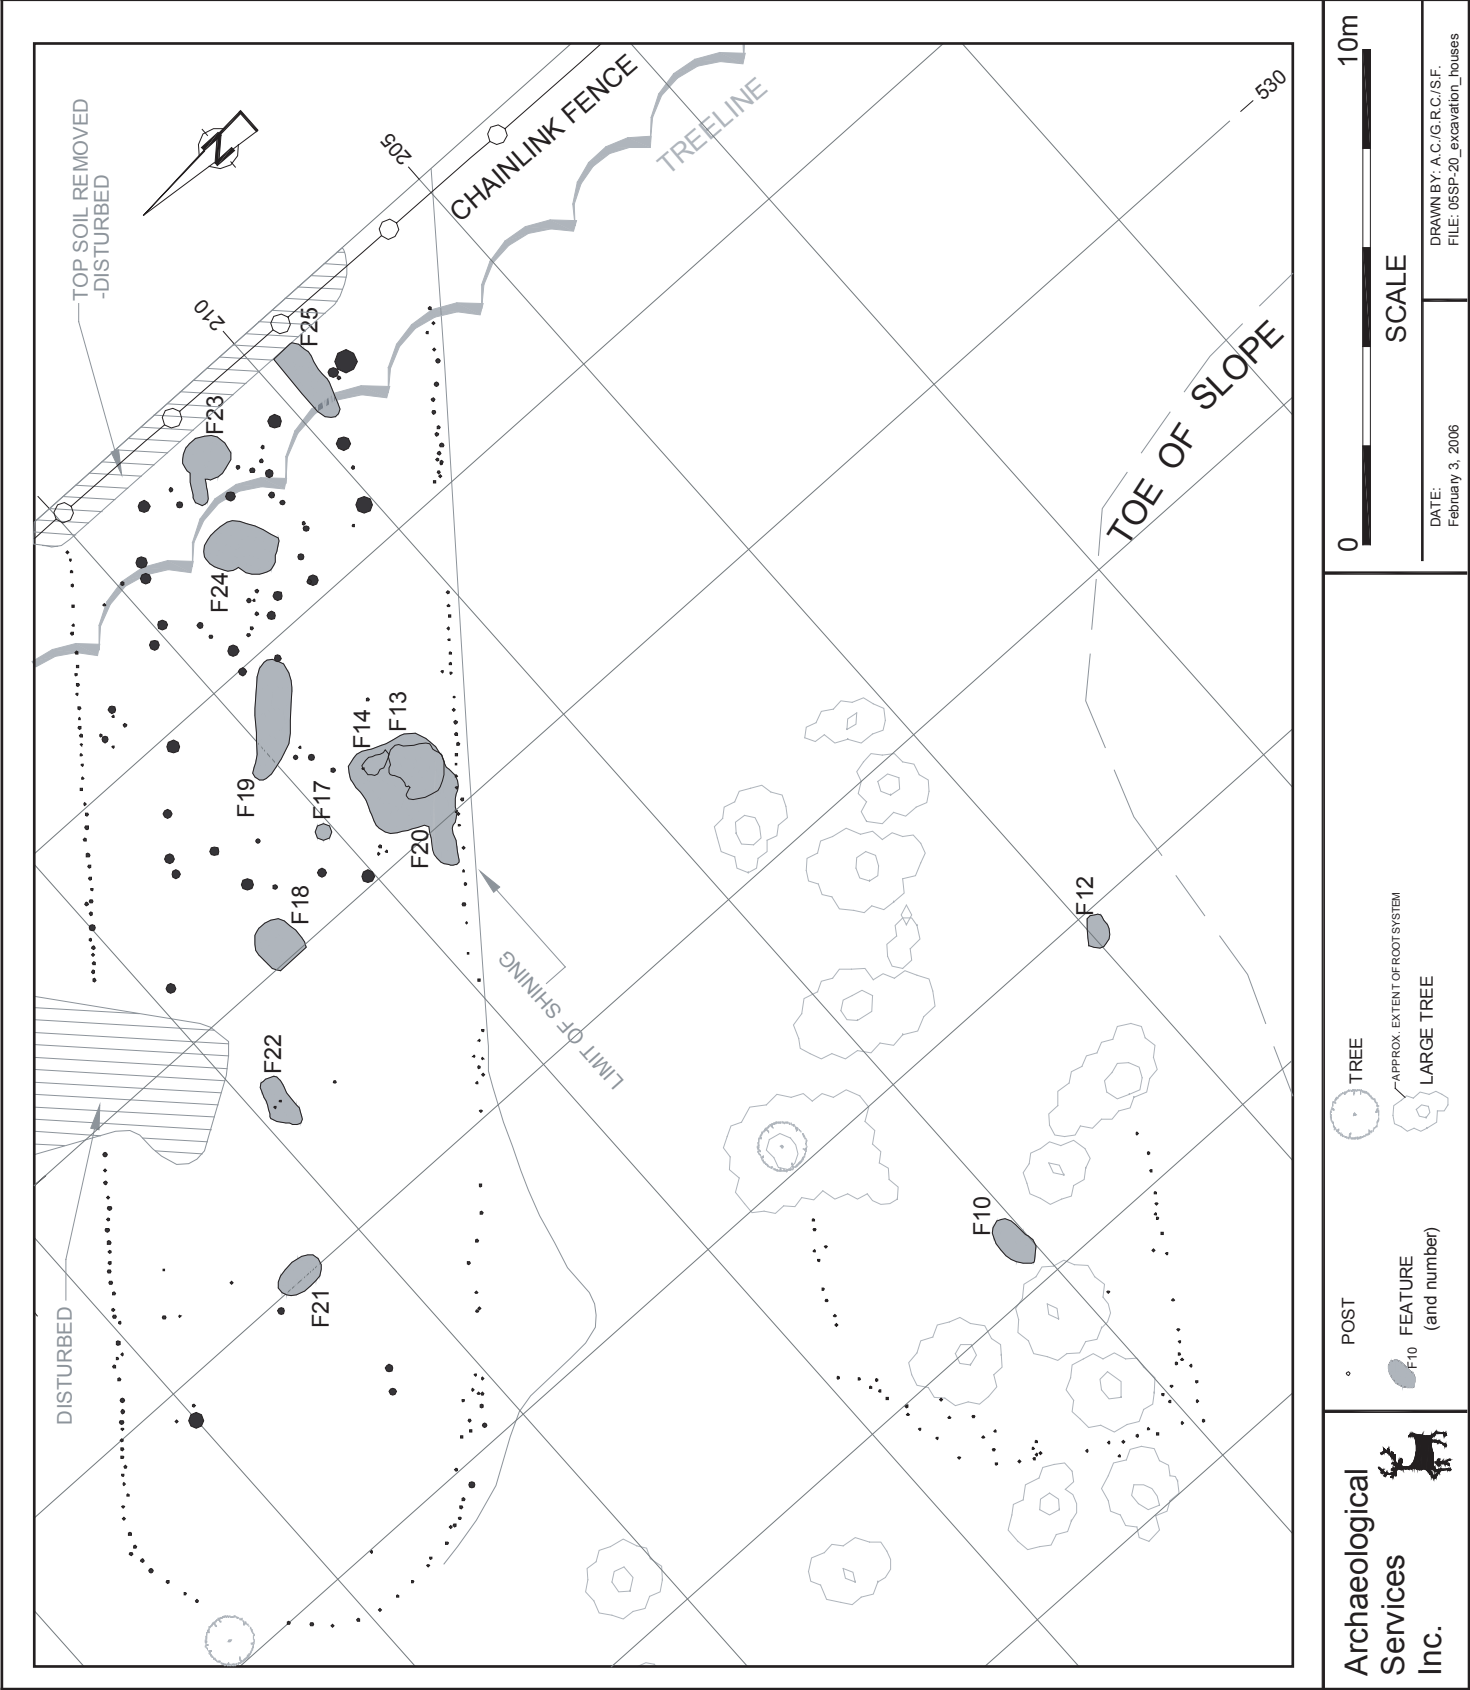 TOP SOIL REMOVED
-DISTURBED
N
205
210
CHAINLINK FENCE
TREELINE
530
F25
F23
F24
F19
F14
F13
F17
F20
F18
F22
F21
LIMIT OF SHINING
DISTURBED
TOE OF SLOPE
F12
F10
Archaeological
Services
Inc.
POST
F10
FEATURE
(and number)
TREE
APPROX. EXTENT OF ROOT SYSTEM
LARGE TREE
0
10m
SCALE
DATE:
February 3, 2006
DRAWN BY: A.C./G.R.C./S.F.
FILE: 05SP-20_excavation_houses